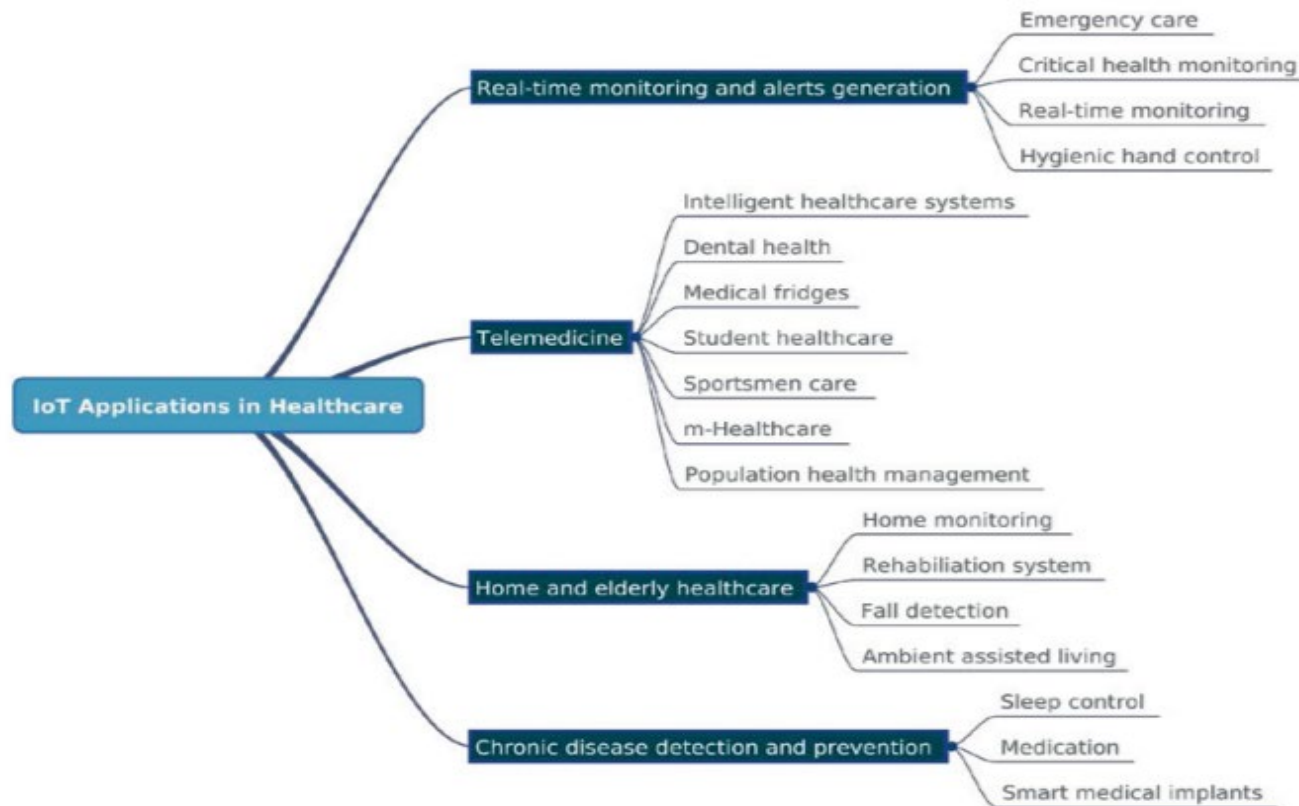 Emergency care
Critical health monitoring
Real-time monitoring and alerts generation
Real-time monitoring
Hygienic hand control
Intelligent healthcare systems
Dental health
Medical fridges
Telemedicine
Student healthcare
Sportsmen care
IoT Applications in Healthcare
m-Healthcare
Population health management
Home monitoring
Rehabiliation system
Home and elderly healthcare
Fall detection
Ambient assisted living
Sleep control
Chronic disease detection and prevention
Medication
Smart medical implants